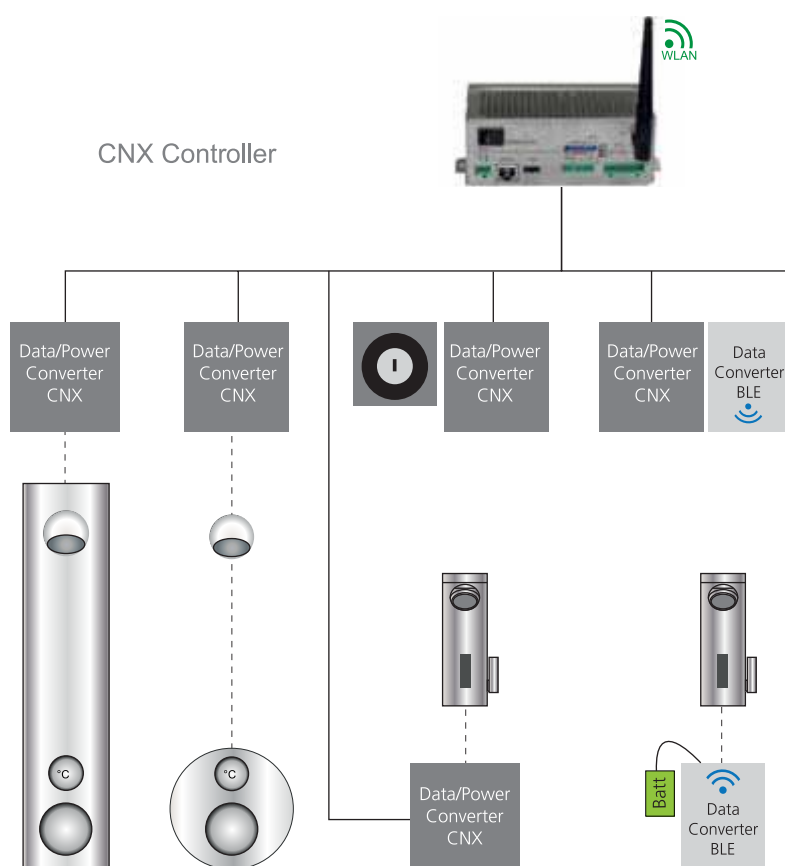 WLAN
CNX Controller
Data/Power
Converter
CNX
Data/Power
Converter
CNX
Data/Power
Converter
CNX
Data/Power
Converter
CNX
Data
Converter
BLE
°C
°C
Data/Power
Converter
CNX
Batt
Data
Converter
BLE